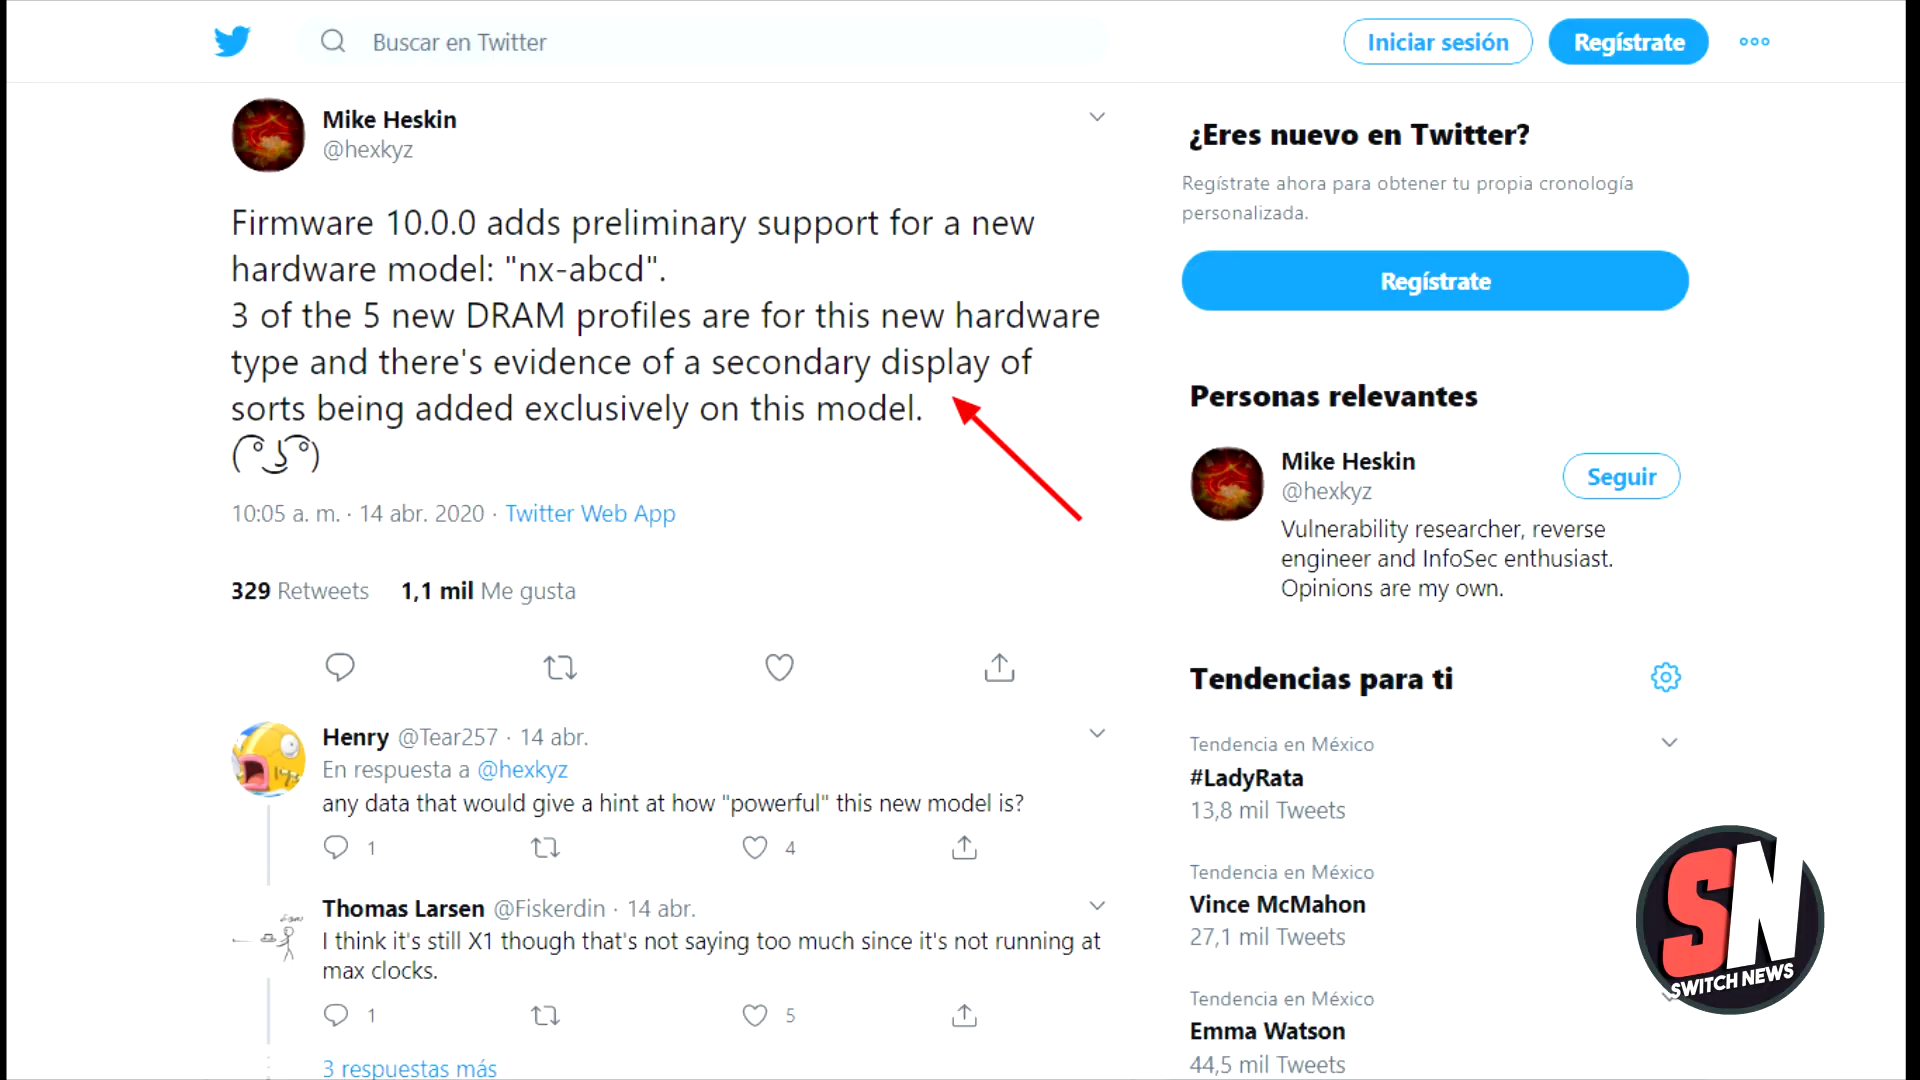 Buscar en Twitter
Iniciar sesión
Regístrate
Mike Heskin
@hexkyz
Firmware 10.0.0 adds preliminary support for a new
hardware model: "nx-abcd".
3 of the 5 new DRAM profiles are for this new hardware
type and there's evidence of a secondary display of
sorts being added exclusively on this model.
( ͡° ͜ʖ ͡°)
10:05 a. m. · 14 abr. 2020 · Twitter Web App
329 Retweets 1,1 mil Me gusta
Henry @Tear257 · 14 abr.
En respuesta a @hexkyz
any data that would give a hint at how "powerful" this new model is?
1 4
Thomas Larsen @Fiskerdin · 14 abr.
I think it's still X1 though that's not saying too much since it's not running at
max clocks.
1 5
3 respuestas más
¿Eres nuevo en Twitter?
Regístrate ahora para obtener tu propia cronología
personalizada.
Regístrate
Personas relevantes
Mike Heskin
@hexkyz
Seguir
Vulnerability researcher, reverse
engineer and InfoSec enthusiast.
Opinions are my own.
Tendencias para ti
Tendencia en México
#LadyRata
13,8 mil Tweets
Tendencia en México
Vince McMahon
27,1 mil Tweets
Tendencia en México
Emma Watson
44,5 mil Tweets
SN
SWITCH NEWS